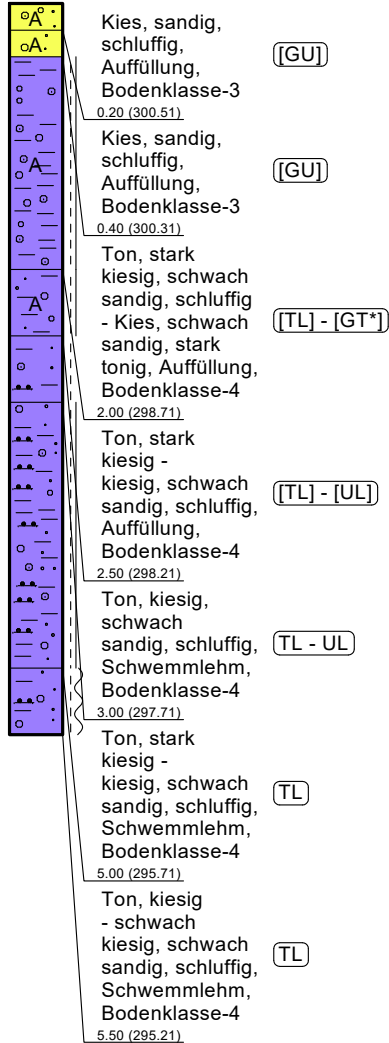 A
Kies, sandig,
schluffig,
Auffüllung,
Bodenklasse-3
[GU]
0.20 (300.51)
A
Kies, sandig,
schluffig,
Auffüllung,
Bodenklasse-3
[GU]
0.40 (300.31)
A
Ton, stark
kiesig, schwach
sandig, schluffig
- Kies, schwach
sandig, stark
tonig, Auffüllung,
Bodenklasse-4
[TL] - [GT*]
2.00 (298.71)
A
Ton, stark
kiesig -
kiesig, schwach
sandig, schluffig,
Auffüllung,
Bodenklasse-4
[TL] - [UL]
2.50 (298.21)
Ton, kiesig,
schwach
sandig, schluffig,
Schwemmlehm,
Bodenklasse-4
TL - UL
3.00 (297.71)
Ton, stark
kiesig -
kiesig, schwach
sandig, schluffig,
Schwemmlehm,
Bodenklasse-4
TL
5.00 (295.71)
Ton, kiesig
- schwach
kiesig, schwach
sandig, schluffig,
Schwemmlehm,
Bodenklasse-4
TL
5.50 (295.21)